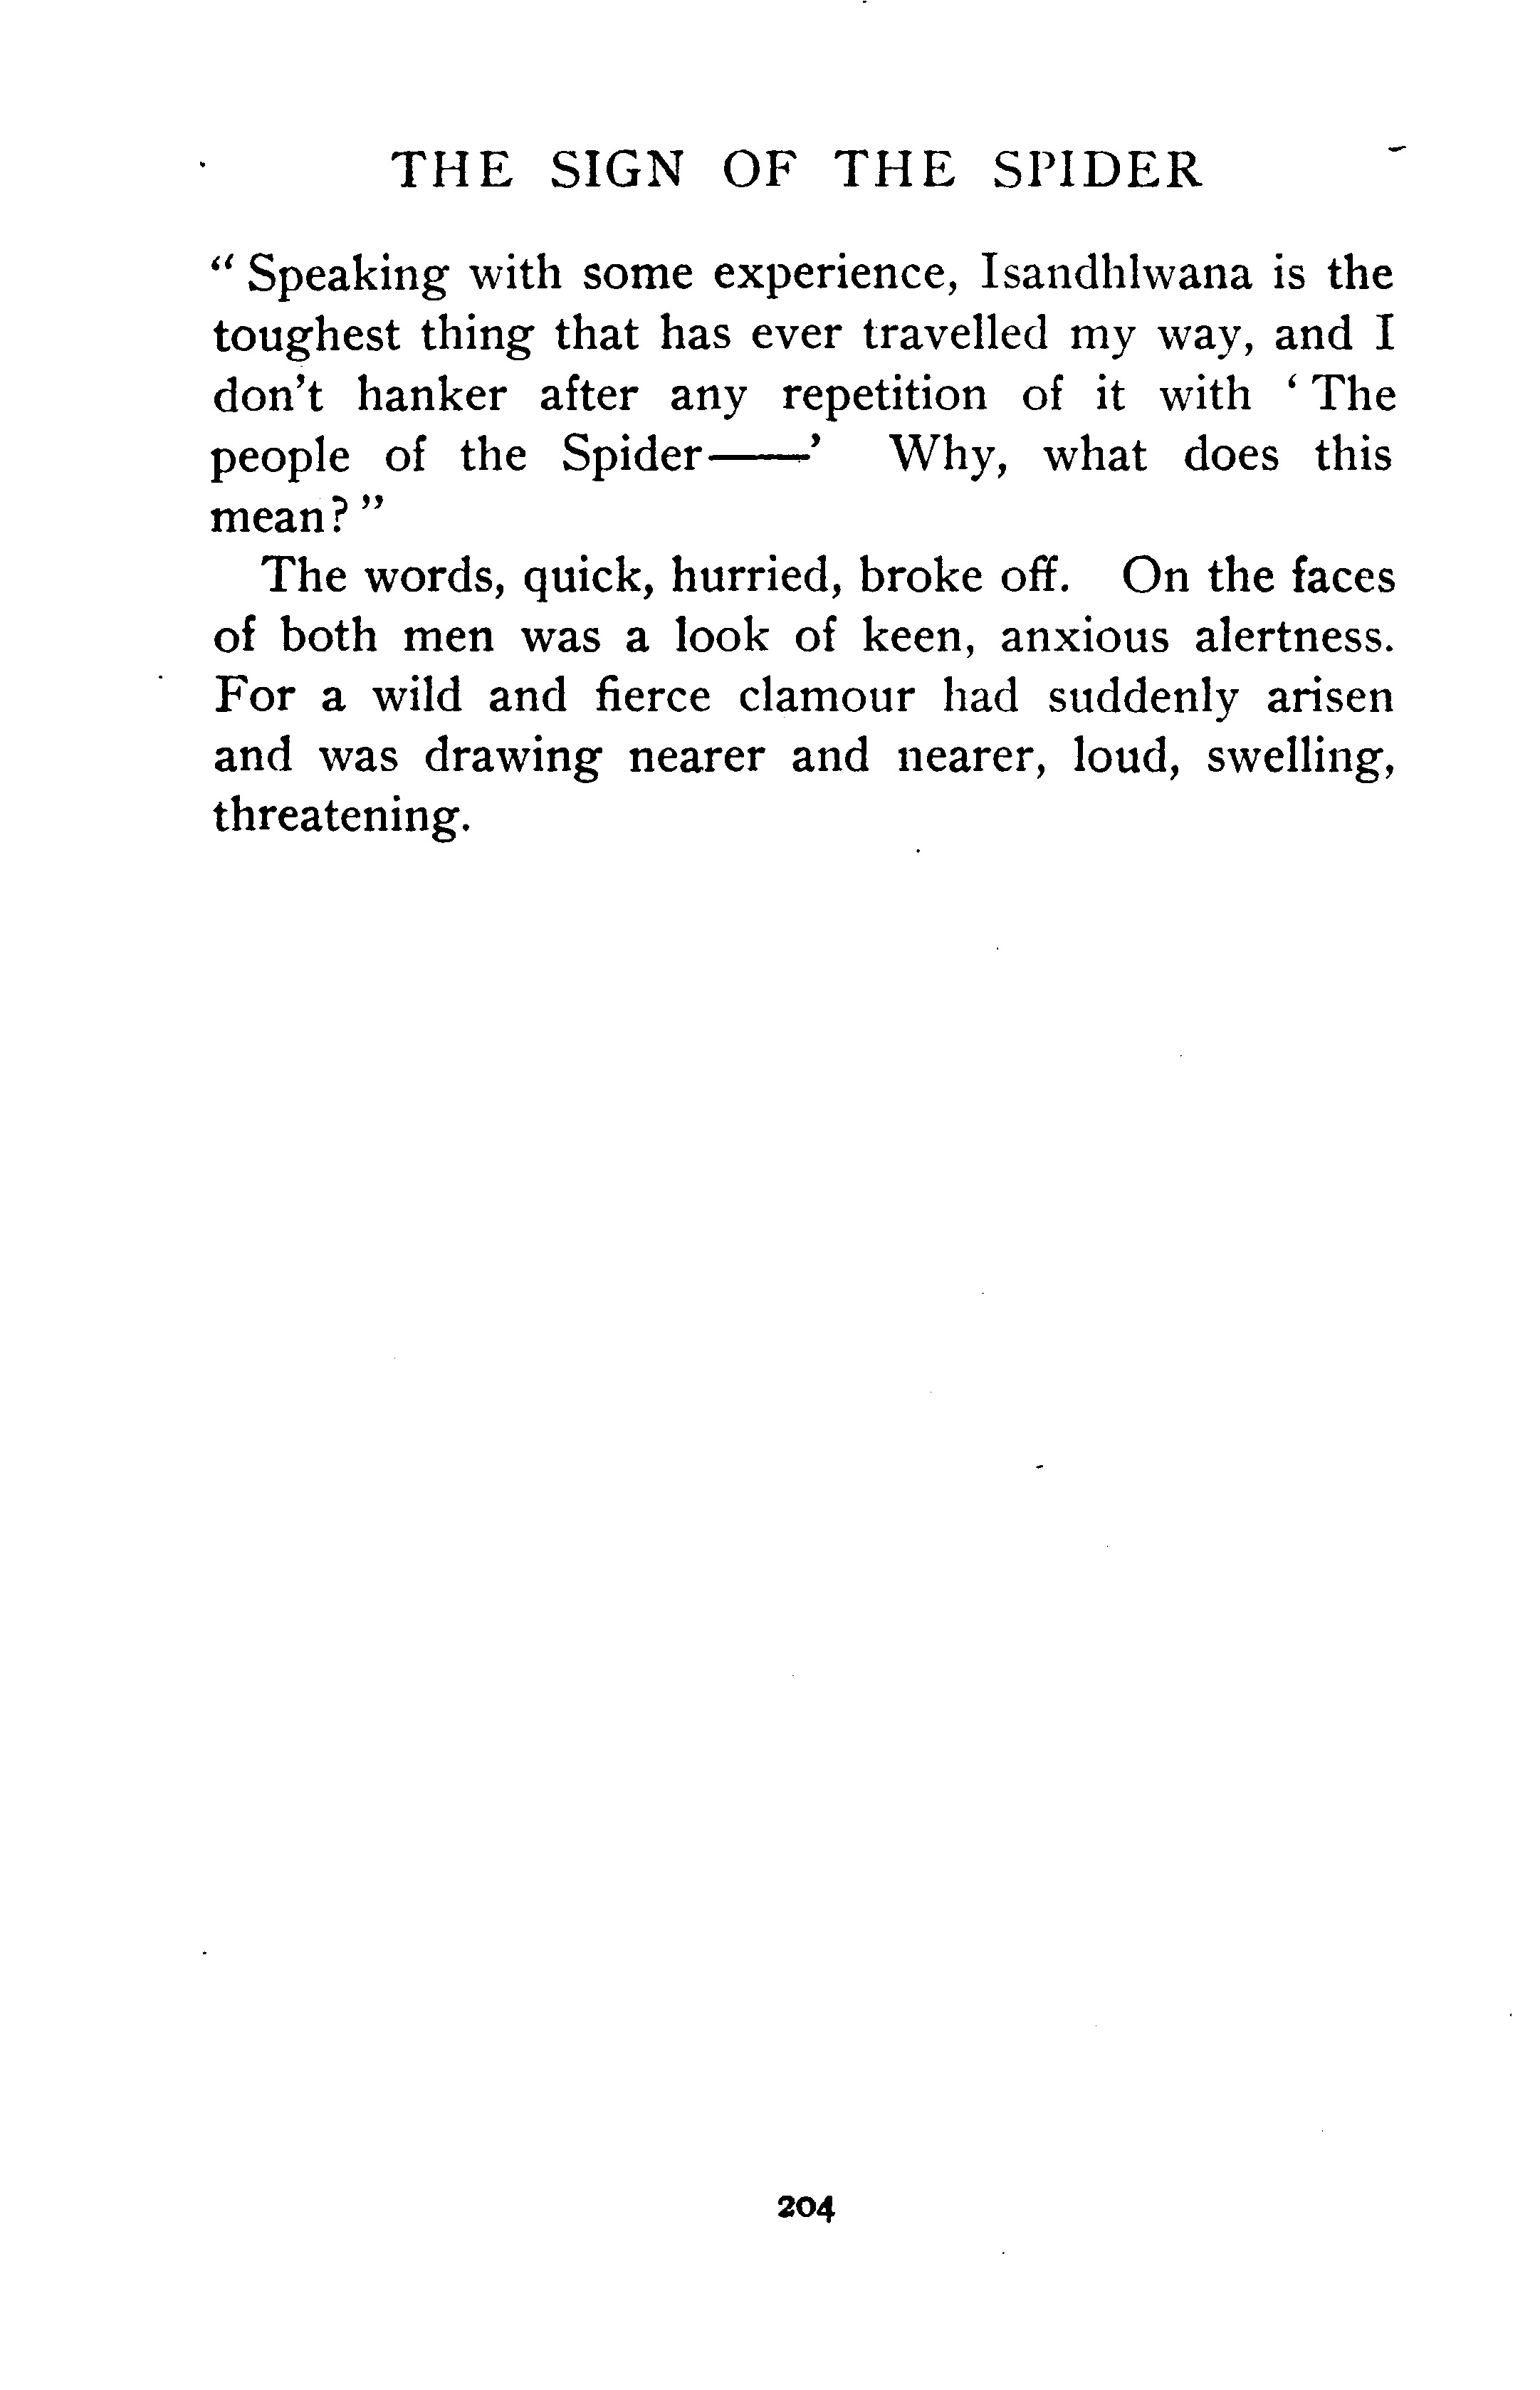 THE SIGN OF THE SPIDER
“ Speaking with some experience, Isandhlwana is the
toughest thing that has ever travelled my way, and I
don't hanker after any repetition of it with ‘ The
people of the Spider——’ Why, what does this
mean? ”
The words, quick, hurried, broke off. On the faces
of both men was a look of keen, anxious alertness.
For a wild and fierce clamour had suddenly arisen
and was drawing nearer and nearer, loud, swelling,
threatening.
204